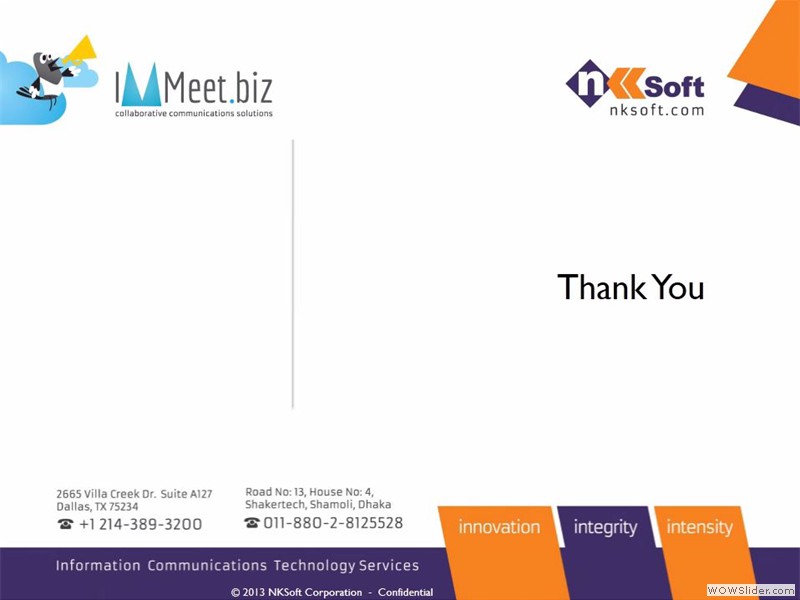 IMMeet.biz
collaborative communications solutions
nKSoft
nksoft.com
Thank You
2665 Villa Creek Dr. Suite A127
Dallas, TX 75234
☎ +1 214-389-3200
Road No: 13, House No: 4,
Shakertech, Shamoli, Dhaka
☎ 011-880-2-8125528
innovation
integrity
intensity
Information Communications Technology Services
© 2013 NKSoft Corporation - Confidential
WOWSlider.com